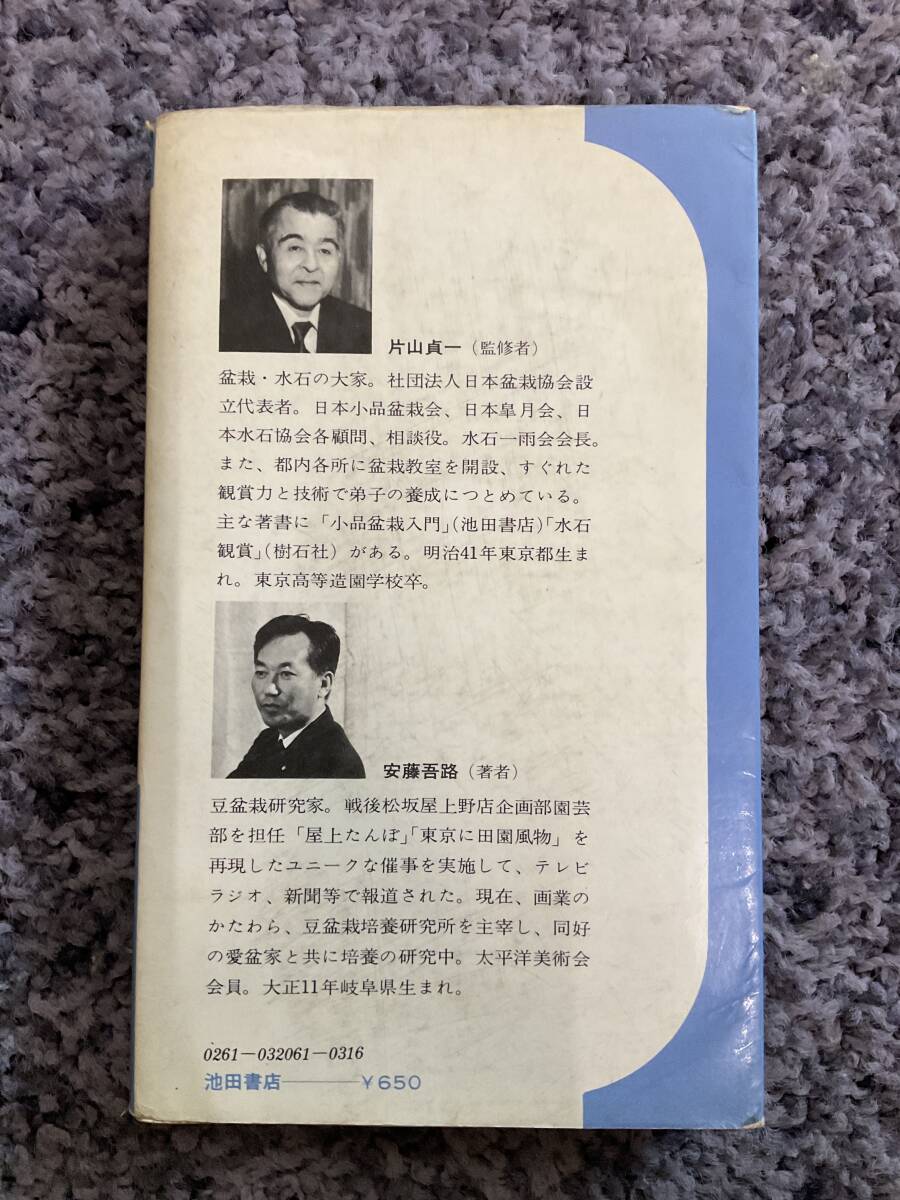 片山貞一（監修者）
盆栽・水石の大家。社団法人日本盆栽協会設
立代表者。日本小品盆栽会、日本皐月会、日
本水石協会各顧問、相談役。水石一雨会会長。
また、都内各所に盆栽教室を開設、すぐれた
観賞力と技術で弟子の養成につとめている。
主な著書に「小品盆栽入門」（池田書店）「水石
観賞」（樹石社）がある。明治41年東京都生ま
れ。東京高等造園学校卒。
安藤吾路（著者）
豆盆栽研究家。戦後松坂屋上野店企画部園芸
部を担任「屋上たんぼ」「東京に田園風物」を
再現したユニークな催事を実施して、テレビ
ラジオ、新聞等で報道された。現在、画業の
かたわら、豆盆栽培養研究所を主宰し、同好
の愛盆家と共に培養の研究中。太平洋美術会
会員。大正11年岐阜県生まれ。
0261－032061－0316
池田書店――――￥650